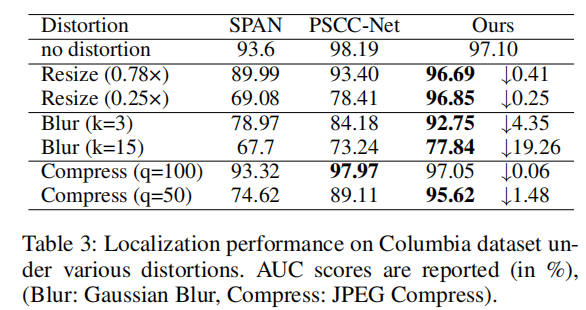 Distortion SPAN PSCC-Net Ours
no distortion 93.6 98.19 97.10
Resize (0.78×) 89.99 93.40 96.69 ↓0.41
Resize (0.25×) 69.08 78.41 96.85 ↓0.25
Blur (k=3) 78.97 84.18 92.75 ↓4.35
Blur (k=15) 67.7 73.24 77.84 ↓19.26
Compress (q=100) 93.32 97.97 97.05 ↓0.06
Compress (q=50) 74.62 89.11 95.62 ↓1.48
Table 3: Localization performance on Columbia dataset un-
der various distortions. AUC scores are reported (in %),
(Blur: Gaussian Blur, Compress: JPEG Compress).